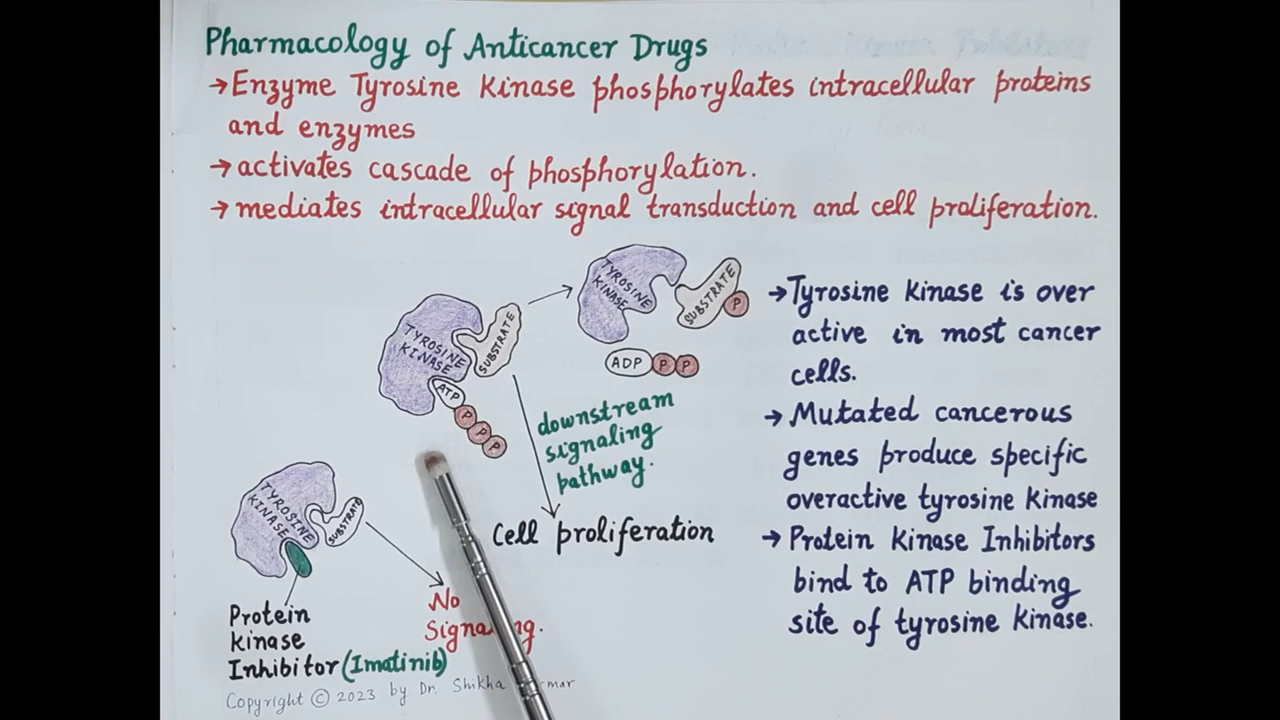 Pharmacology of Anticancer Drugs
→Enzyme Tyrosine Kinase phosphorylates intracellular proteins
and enzymes
→activates cascade of phosphorylation.
→mediates intracellular signal transduction and cell proliferation.
TYROSINE
KINASE
SUBSTRATE
P
ADP P P
TYROSINE
KINASE
SUBSTRATE
ATP
P
P
P
downstream
signaling
pathway.
Cell proliferation
→Tyrosine Kinase is over
active in most cancer
cells.
→Mutated cancerous
genes produce specific
overactive tyrosine kinase
→Protein Kinase Inhibitors
bind to ATP binding
site of tyrosine kinase.
TYROSINE
KINASE
SUBSTRATE
No
Protein
Kinase
Inhibitor (Imatinib)
Copyright © 2023 by Dr. Shikha